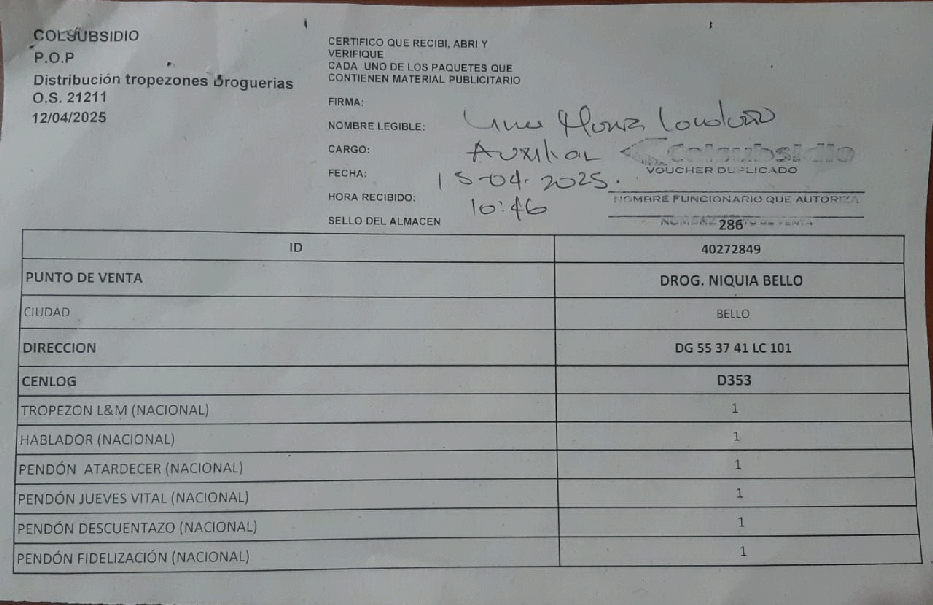 COLSUBSIDIO
P.O.P
Distribución tropezones Droguerias
O.S. 21211
12/04/2025
CERTIFICO QUE RECIBI, ABRI Y
VERIFIQUE
CADA UNO DE LOS PAQUETES QUE
CONTIENEN MATERIAL PUBLICITARIO
FIRMA:
NOMBRE LEGIBLE: Londoño
CARGO: Auxiliar
FECHA: 15-04-2025.
HORA RECIBIDO: 10:46
SELLO DEL ALMACEN
Colsubsidio
VOUCHER DUPLICADO
NOMBRE FUNCIONARIO QUE AUTORIZA
286
ID 40272849
PUNTO DE VENTA DROG. NIQUIA BELLO
CIUDAD BELLO
DIRECCION DG 55 37 41 LC 101
CENLOG D353
TROPEZON L&M (NACIONAL) 1
HABLADOR (NACIONAL) 1
PENDÓN ATARDECER (NACIONAL) 1
PENDÓN JUEVES VITAL (NACIONAL) 1
PENDÓN DESCUENTAZO (NACIONAL) 1
PENDÓN FIDELIZACIÓN (NACIONAL) 1